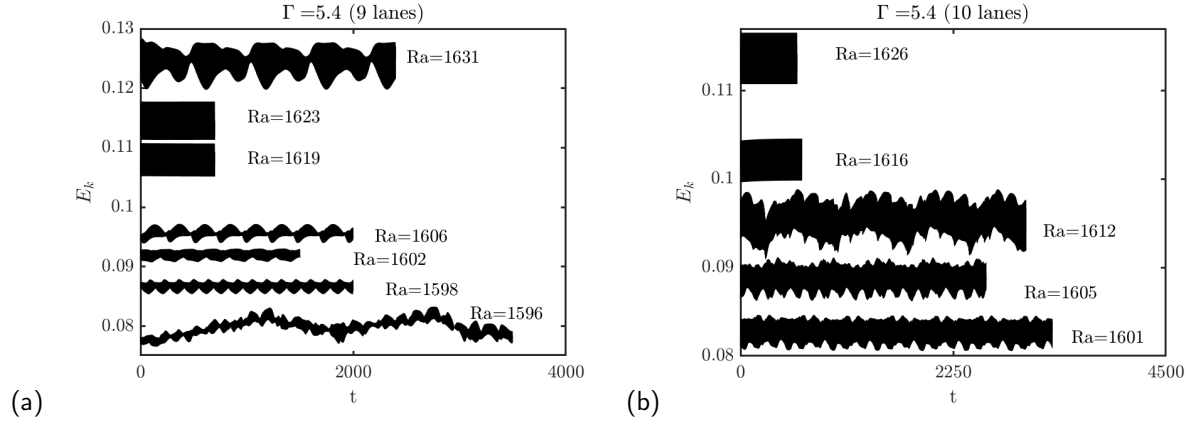 Γ =5.4 (9 lanes)
0.13
0.12
0.11
0.1
0.09
0.08
E_k
Ra=1631
Ra=1623
Ra=1619
Ra=1606
Ra=1602
Ra=1598
Ra=1596
0
2000
4000
t
(a)
Γ =5.4 (10 lanes)
0.11
0.1
0.09
0.08
E_k
Ra=1626
Ra=1616
Ra=1612
Ra=1605
Ra=1601
0
2250
4500
t
(b)